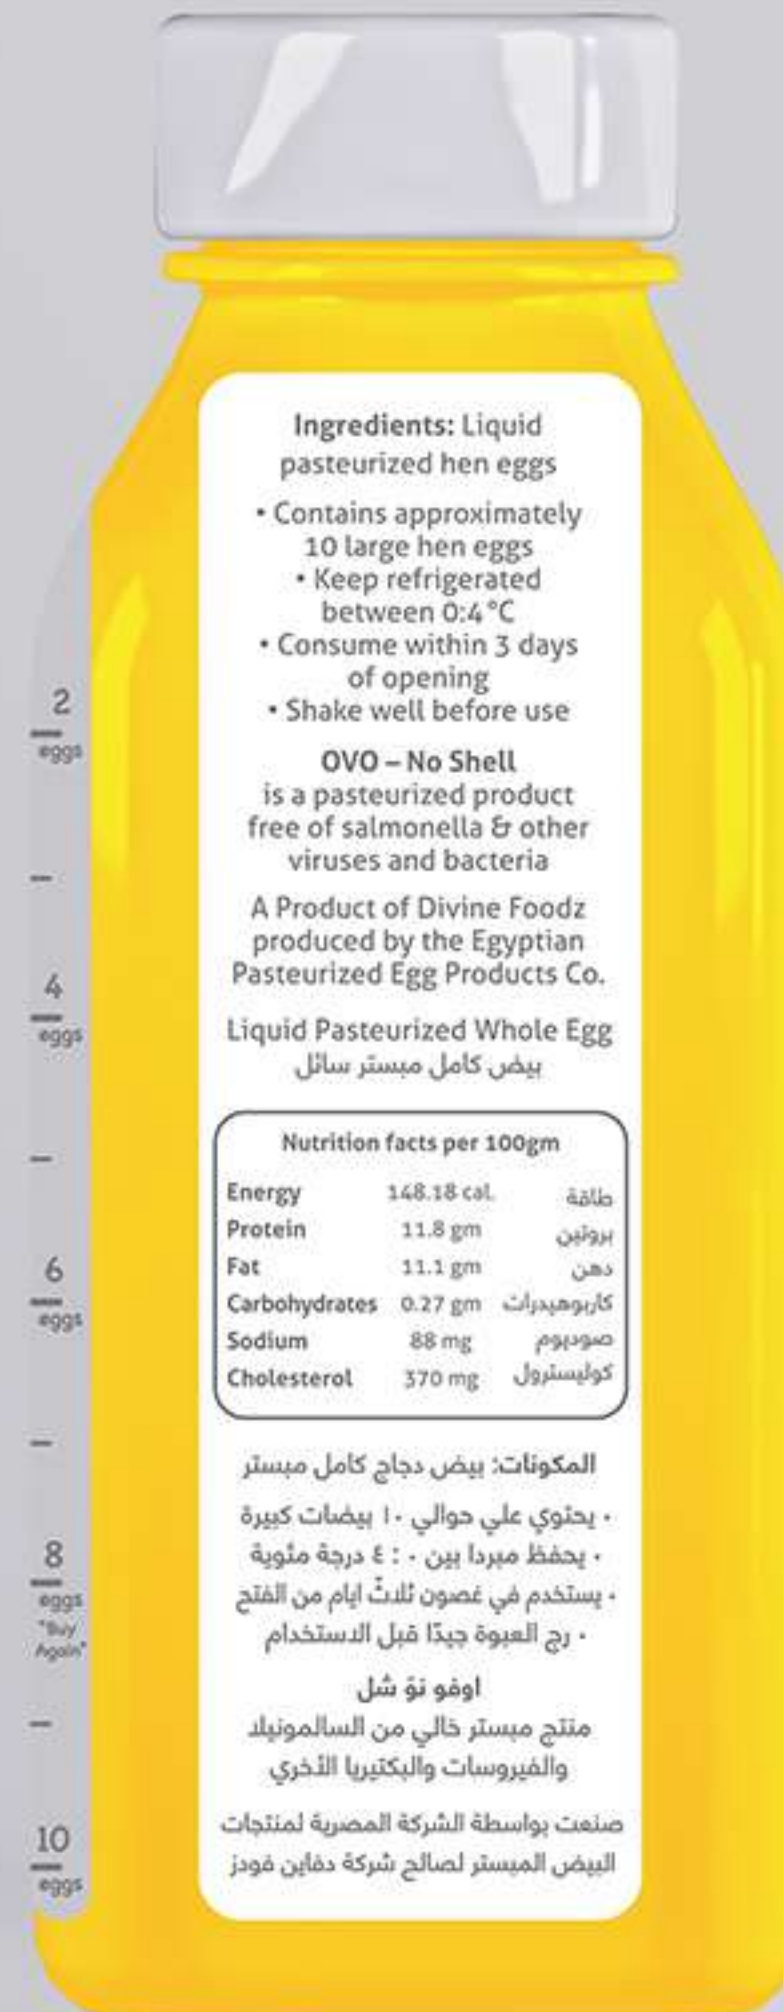 Ingredients: Liquid
pasteurized hen eggs
• Contains approximately
10 large hen eggs
• Keep refrigerated
between 0:4°C
• Consume within 3 days
of opening
• Shake well before use
OVO – No Shell
is a pasteurized product
free of salmonella & other
viruses and bacteria
A Product of Divine Foodz
produced by the Egyptian
Pasteurized Egg Products Co.
Liquid Pasteurized Whole Egg
بيض كامل مبستر سائل
Nutrition facts per 100gm
Energy 148.18 cal. طاقة
Protein 11.8 gm بروتين
Fat 11.1 gm دهن
Carbohydrates 0.27 gm كاربوهيدرات
Sodium 88 mg صوديوم
Cholesterol 370 mg كوليسترول
المكونات: بيض دجاج كامل مبستر
• يحتوي علي حوالي ١٠ بيضات كبيرة
• يحفظ مبردا بين ٠ : ٤ درجة مئوية
• يستخدم في غصون ثلاثّ ايام من الفتح
• رج العبوة جيدًا قبل الاستخدام
اوفو نوّ شل
منتج مبستر خالي من السالمونيلا
والفيروسات والبكتيريا الأخري
صنعت بواسطة الشركة المصرية لمنتجات
البيض المبستر لصالح شركة دفاين فودز
2
eggs
4
eggs
6
eggs
8
eggs
"Buy
Again"
10
eggs